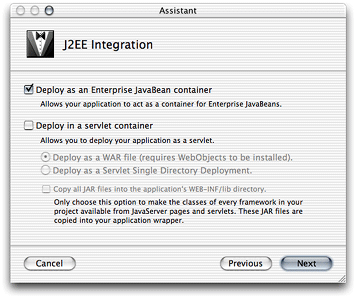 Assistant
J2EE Integration
Deploy as an Enterprise JavaBean container
Allows your application to act as a container for Enterprise JavaBeans.
Deploy in a servlet container
Allows you to deploy your application as a servlet.
Deploy as a WAR file (requires WebObjects to be installed).
Deploy as a Servlet Single Directory Deployment.
Copy all JAR files into the application's WEB-INF/lib directory.
Only choose this option to make the classes of every framework in your
project available from JavaServer pages and servlets. These JAR files are
copied into your application wrapper.
Cancel
Previous
Next